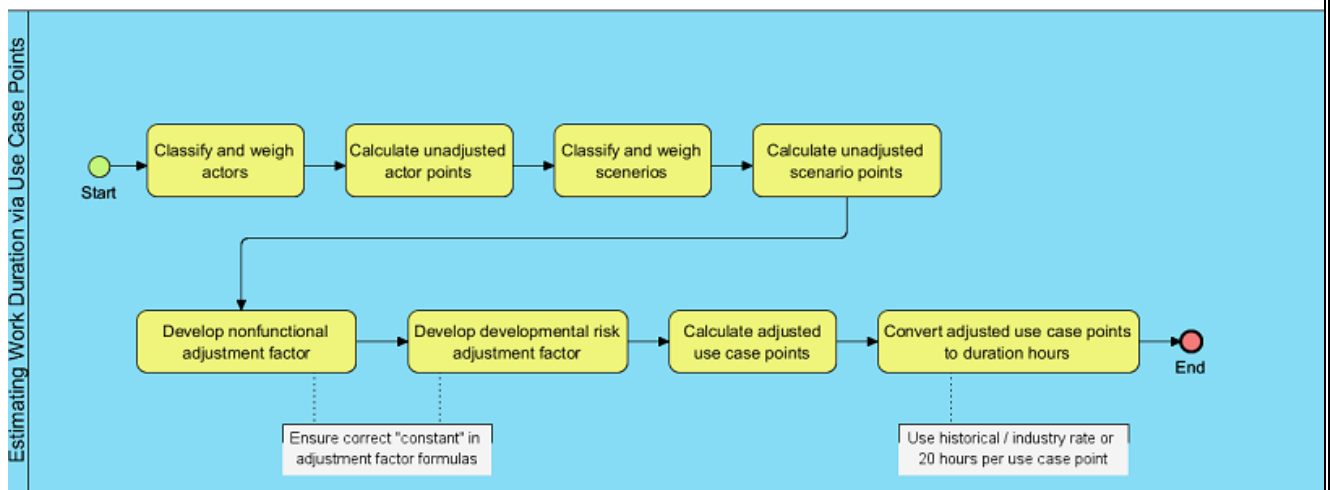 Estimating Work Duration via Use Case Points
Classify and weigh
actors
Calculate unadjusted
actor points
Classify and weigh
scenerios
Calculate unadjusted
scenario points
Start
Develop nonfunctional
adjustment factor
Develop developmental risk
adjustment factor
Calculate adjusted
use case points
Convert adjusted use case points
to duration hours
End
Ensure correct "constant" in
adjustment factor formulas
Use historical / industry rate or
20 hours per use case point